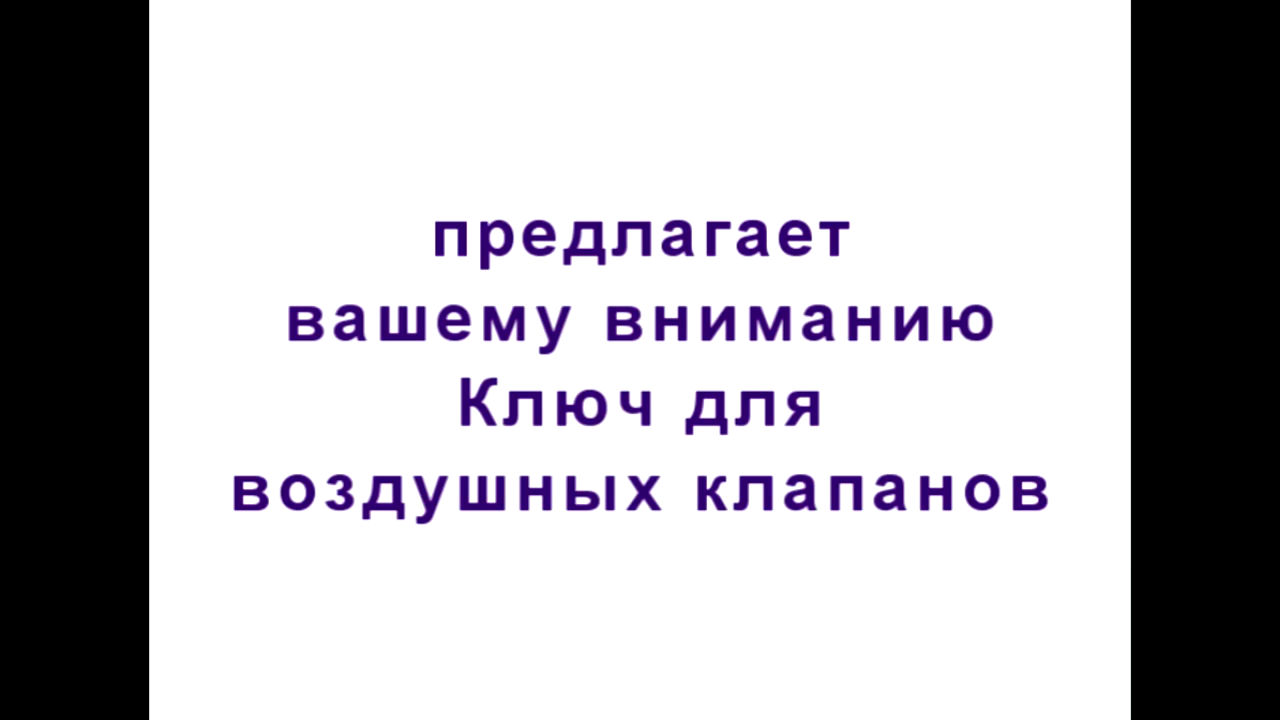 предлагает
вашему вниманию
Ключ для
воздушных клапанов